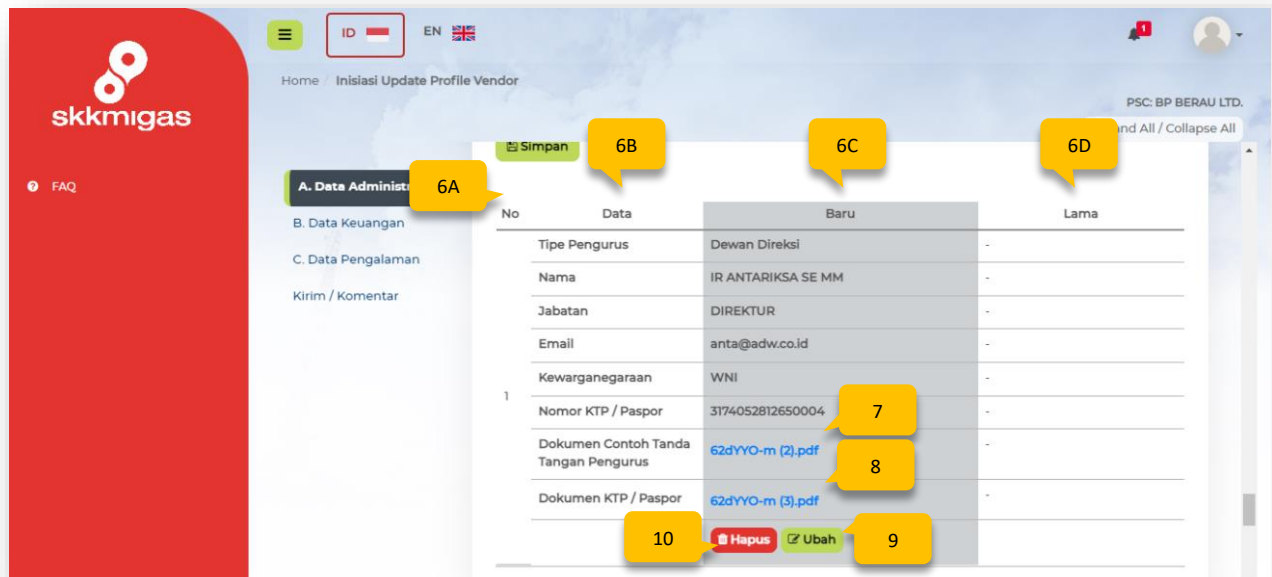 ID
EN
1
skkmigas
Home / Inisiasi Update Profile Vendor
PSC: BP BERAU LTD.
nd All / Collapse All
Simpan
6B
6C
6D
FAQ
A. Data Administ
6A
B. Data Keuangan
C. Data Pengalaman
Kirim / Komentar
No Data Baru Lama
Tipe Pengurus Dewan Direksi -
Nama IR ANTARIKSA SE MM -
Jabatan DIREKTUR -
Email anta@adw.co.id -
Kewarganegaraan WNI -
1
Nomor KTP / Paspor 3174052812650004 -
7
Dokumen Contoh Tanda
Tangan Pengurus
62dYYO-m (2).pdf -
8
Dokumen KTP / Paspor 62dYYO-m (3).pdf -
10
Hapus Ubah
9